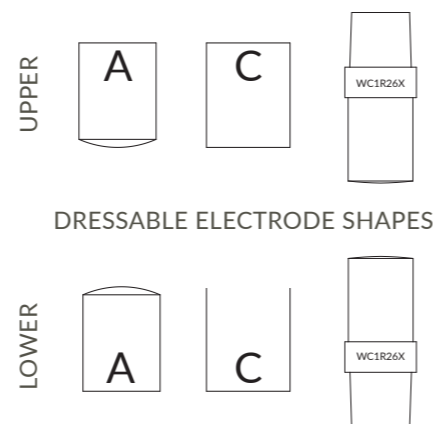 UPPER
A
C
WC1R26X
DRESSABLE ELECTRODE SHAPES
LOWER
A
C
WC1R26X